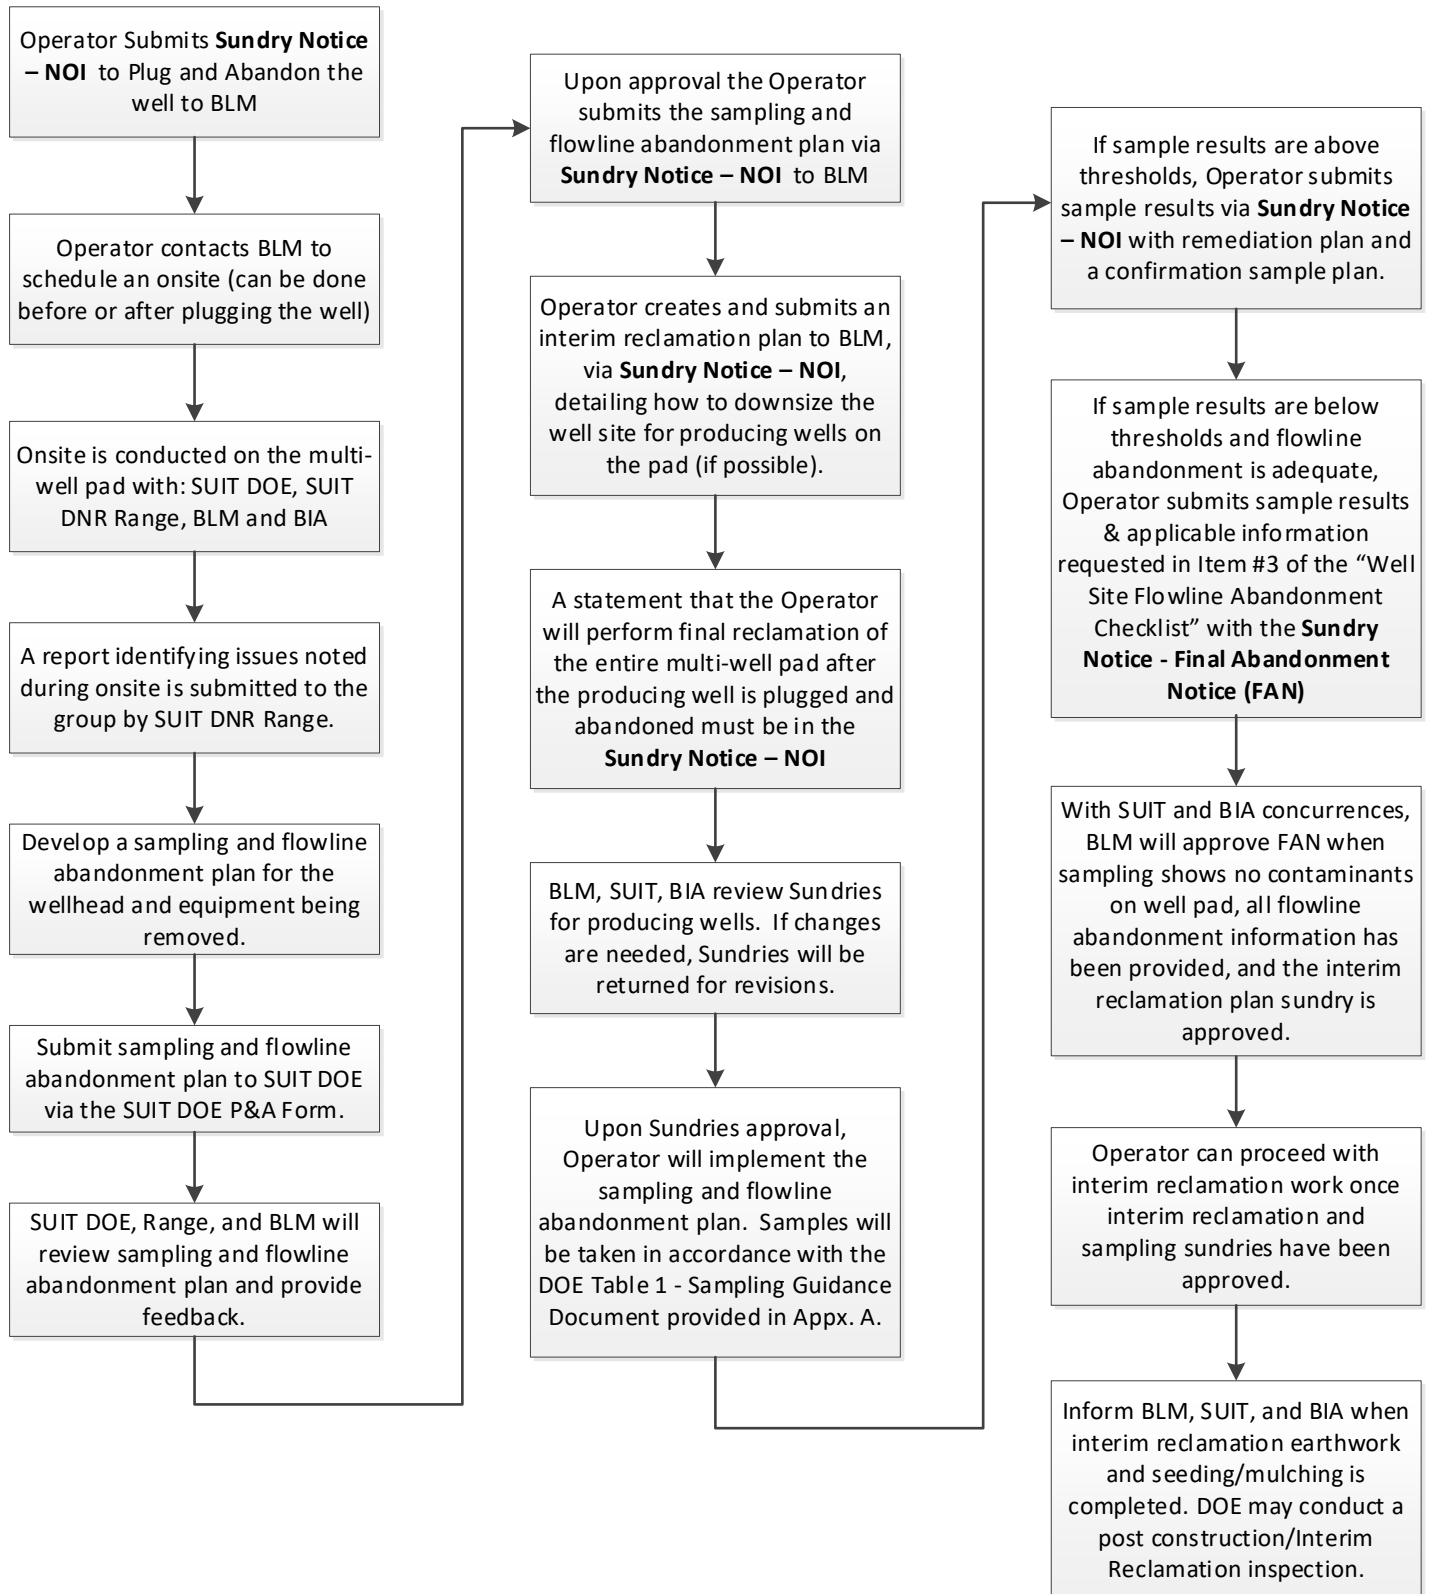 Operator Submits Sundry Notice
– NOI to Plug and Abandon the
well to BLM
Operator contacts BLM to
schedule an onsite (can be done
before or after plugging the well)
Onsite is conducted on the multi-
well pad with: SUIT DOE, SUIT
DNR Range, BLM and BIA
A report identifying issues noted
during onsite is submitted to the
group by SUIT DNR Range.
Develop a sampling and flowline
abandonment plan for the
wellhead and equipment being
removed.
Submit sampling and flowline
abandonment plan to SUIT DOE
via the SUIT DOE P&A Form.
SUIT DOE, Range, and BLM will
review sampling and flowline
abandonment plan and provide
feedback.
Upon approval the Operator
submits the sampling and
flowline abandonment plan via
Sundry Notice – NOI to BLM
Operator creates and submits an
interim reclamation plan to BLM,
via Sundry Notice – NOI,
detailing how to downsize the
well site for producing wells on
the pad (if possible).
A statement that the Operator
will perform final reclamation of
the entire multi-well pad after
the producing well is plugged and
abandoned must be in the
Sundry Notice – NOI
BLM, SUIT, BIA review Sundries
for producing wells. If changes
are needed, Sundries will be
returned for revisions.
Upon Sundries approval,
Operator will implement the
sampling and flowline
abandonment plan. Samples will
be taken in accordance with the
DOE Table 1 - Sampling Guidance
Document provided in Appx. A.
If sample results are above
thresholds, Operator submits
sample results via Sundry Notice
– NOI with remediation plan and
a confirmation sample plan.
If sample results are below
thresholds and flowline
abandonment is adequate,
Operator submits sample results
& applicable information
requested in Item #3 of the “Well
Site Flowline Abandonment
Checklist” with the Sundry
Notice - Final Abandonment
Notice (FAN)
With SUIT and BIA concurrences,
BLM will approve FAN when
sampling shows no contaminants
on well pad, all flowline
abandonment information has
been provided, and the interim
reclamation plan sundry is
approved.
Operator can proceed with
interim reclamation work once
interim reclamation and
sampling sundries have been
approved.
Inform BLM, SUIT, and BIA when
interim reclamation earthwork
and seeding/mulching is
completed. DOE may conduct a
post construction/Interim
Reclamation inspection.